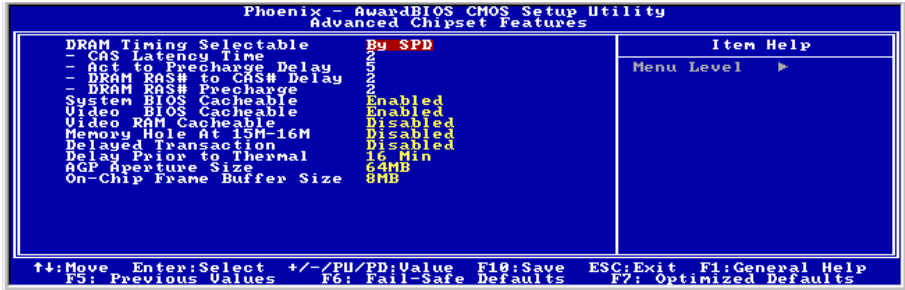 Phoenix - AwardBIOS CMOS Setup Utility
Advanced Chipset Features
DRAM Timing Selectable By SPD
- CAS Latency Time 2
- Act to Precharge Delay 5
- DRAM RAS# to CAS# Delay 2
- DRAM RAS# Precharge 2
System BIOS Cacheable Enabled
Video BIOS Cacheable Enabled
Video RAM Cacheable Disabled
Memory Hole At 15M-16M Disabled
Delayed Transaction Disabled
Delay Prior to Thermal 16 Min
AGP Aperture Size 64MB
On-Chip Frame Buffer Size 8MB
Item Help
Menu Level ►
↑↓:Move Enter:Select +/-/PU/PD:Value F10:Save ESC:Exit F1:General Help
F5: Previous Values F6: Fail-Safe Defaults F7: Optimized Defaults